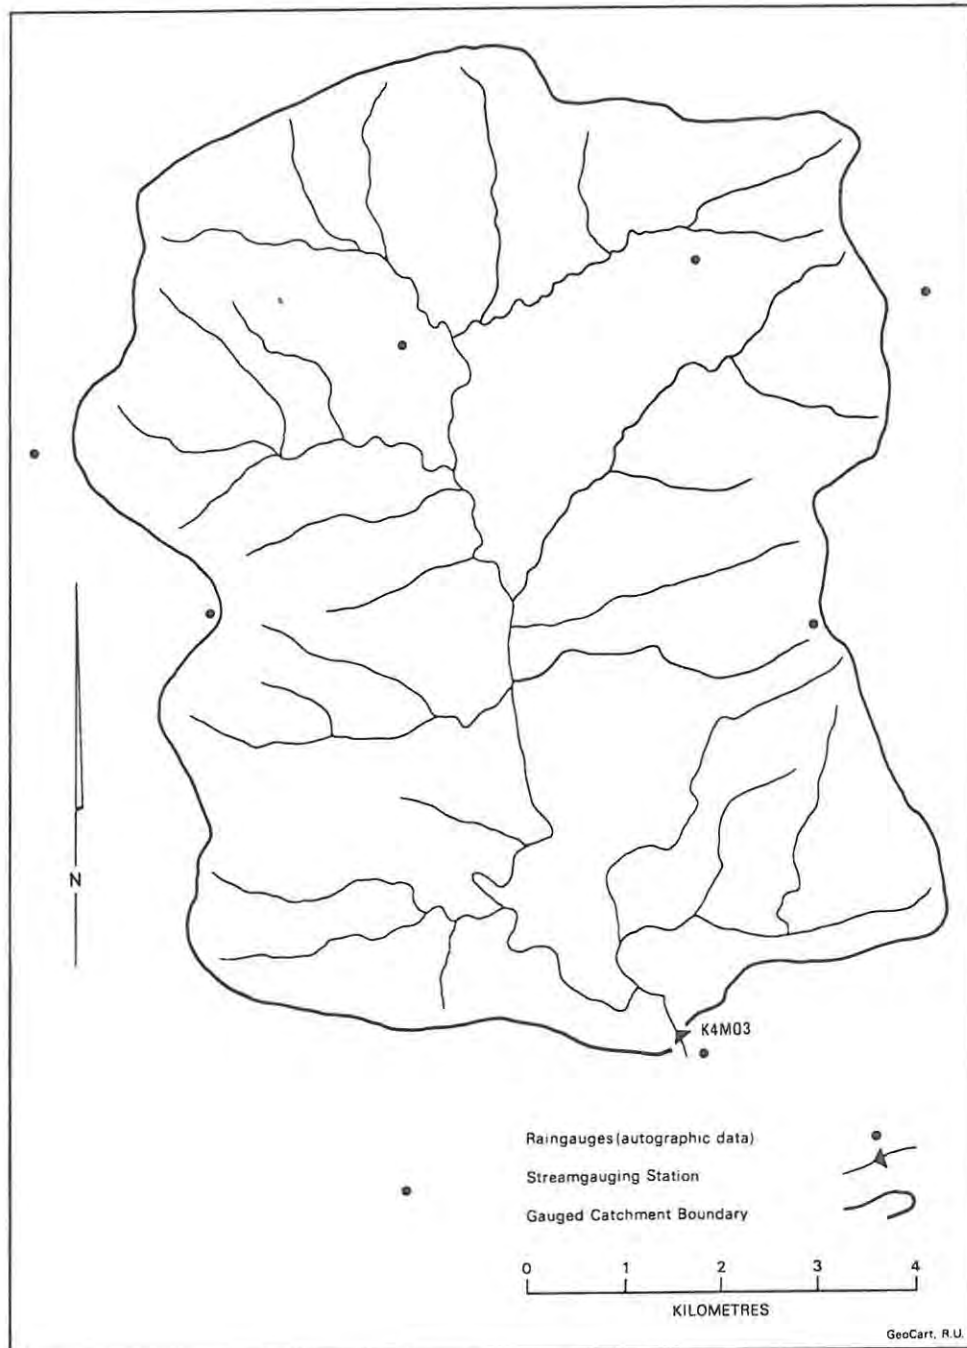 N
K4M03
Raingauges (autographic data)
Streamgauging Station
Gauged Catchment Boundary
0 1 2 3 4
KILOMETRES
GeoCart, R.U.